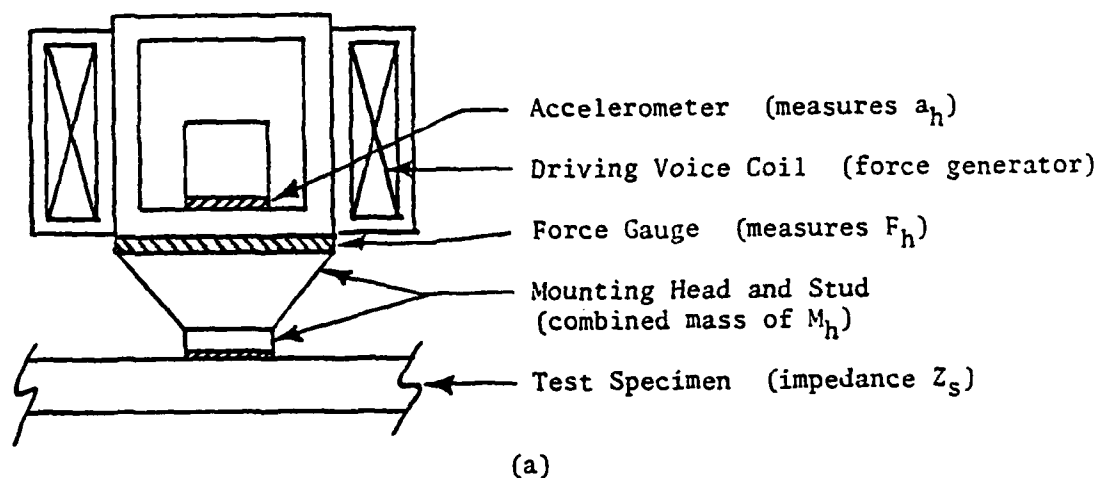 Accelerometer (measures a_h)
Driving Voice Coil (force generator)
Force Gauge (measures F_h)
Mounting Head and Stud
(combined mass of M_h)
Test Specimen (impedance Z_s)
(a)